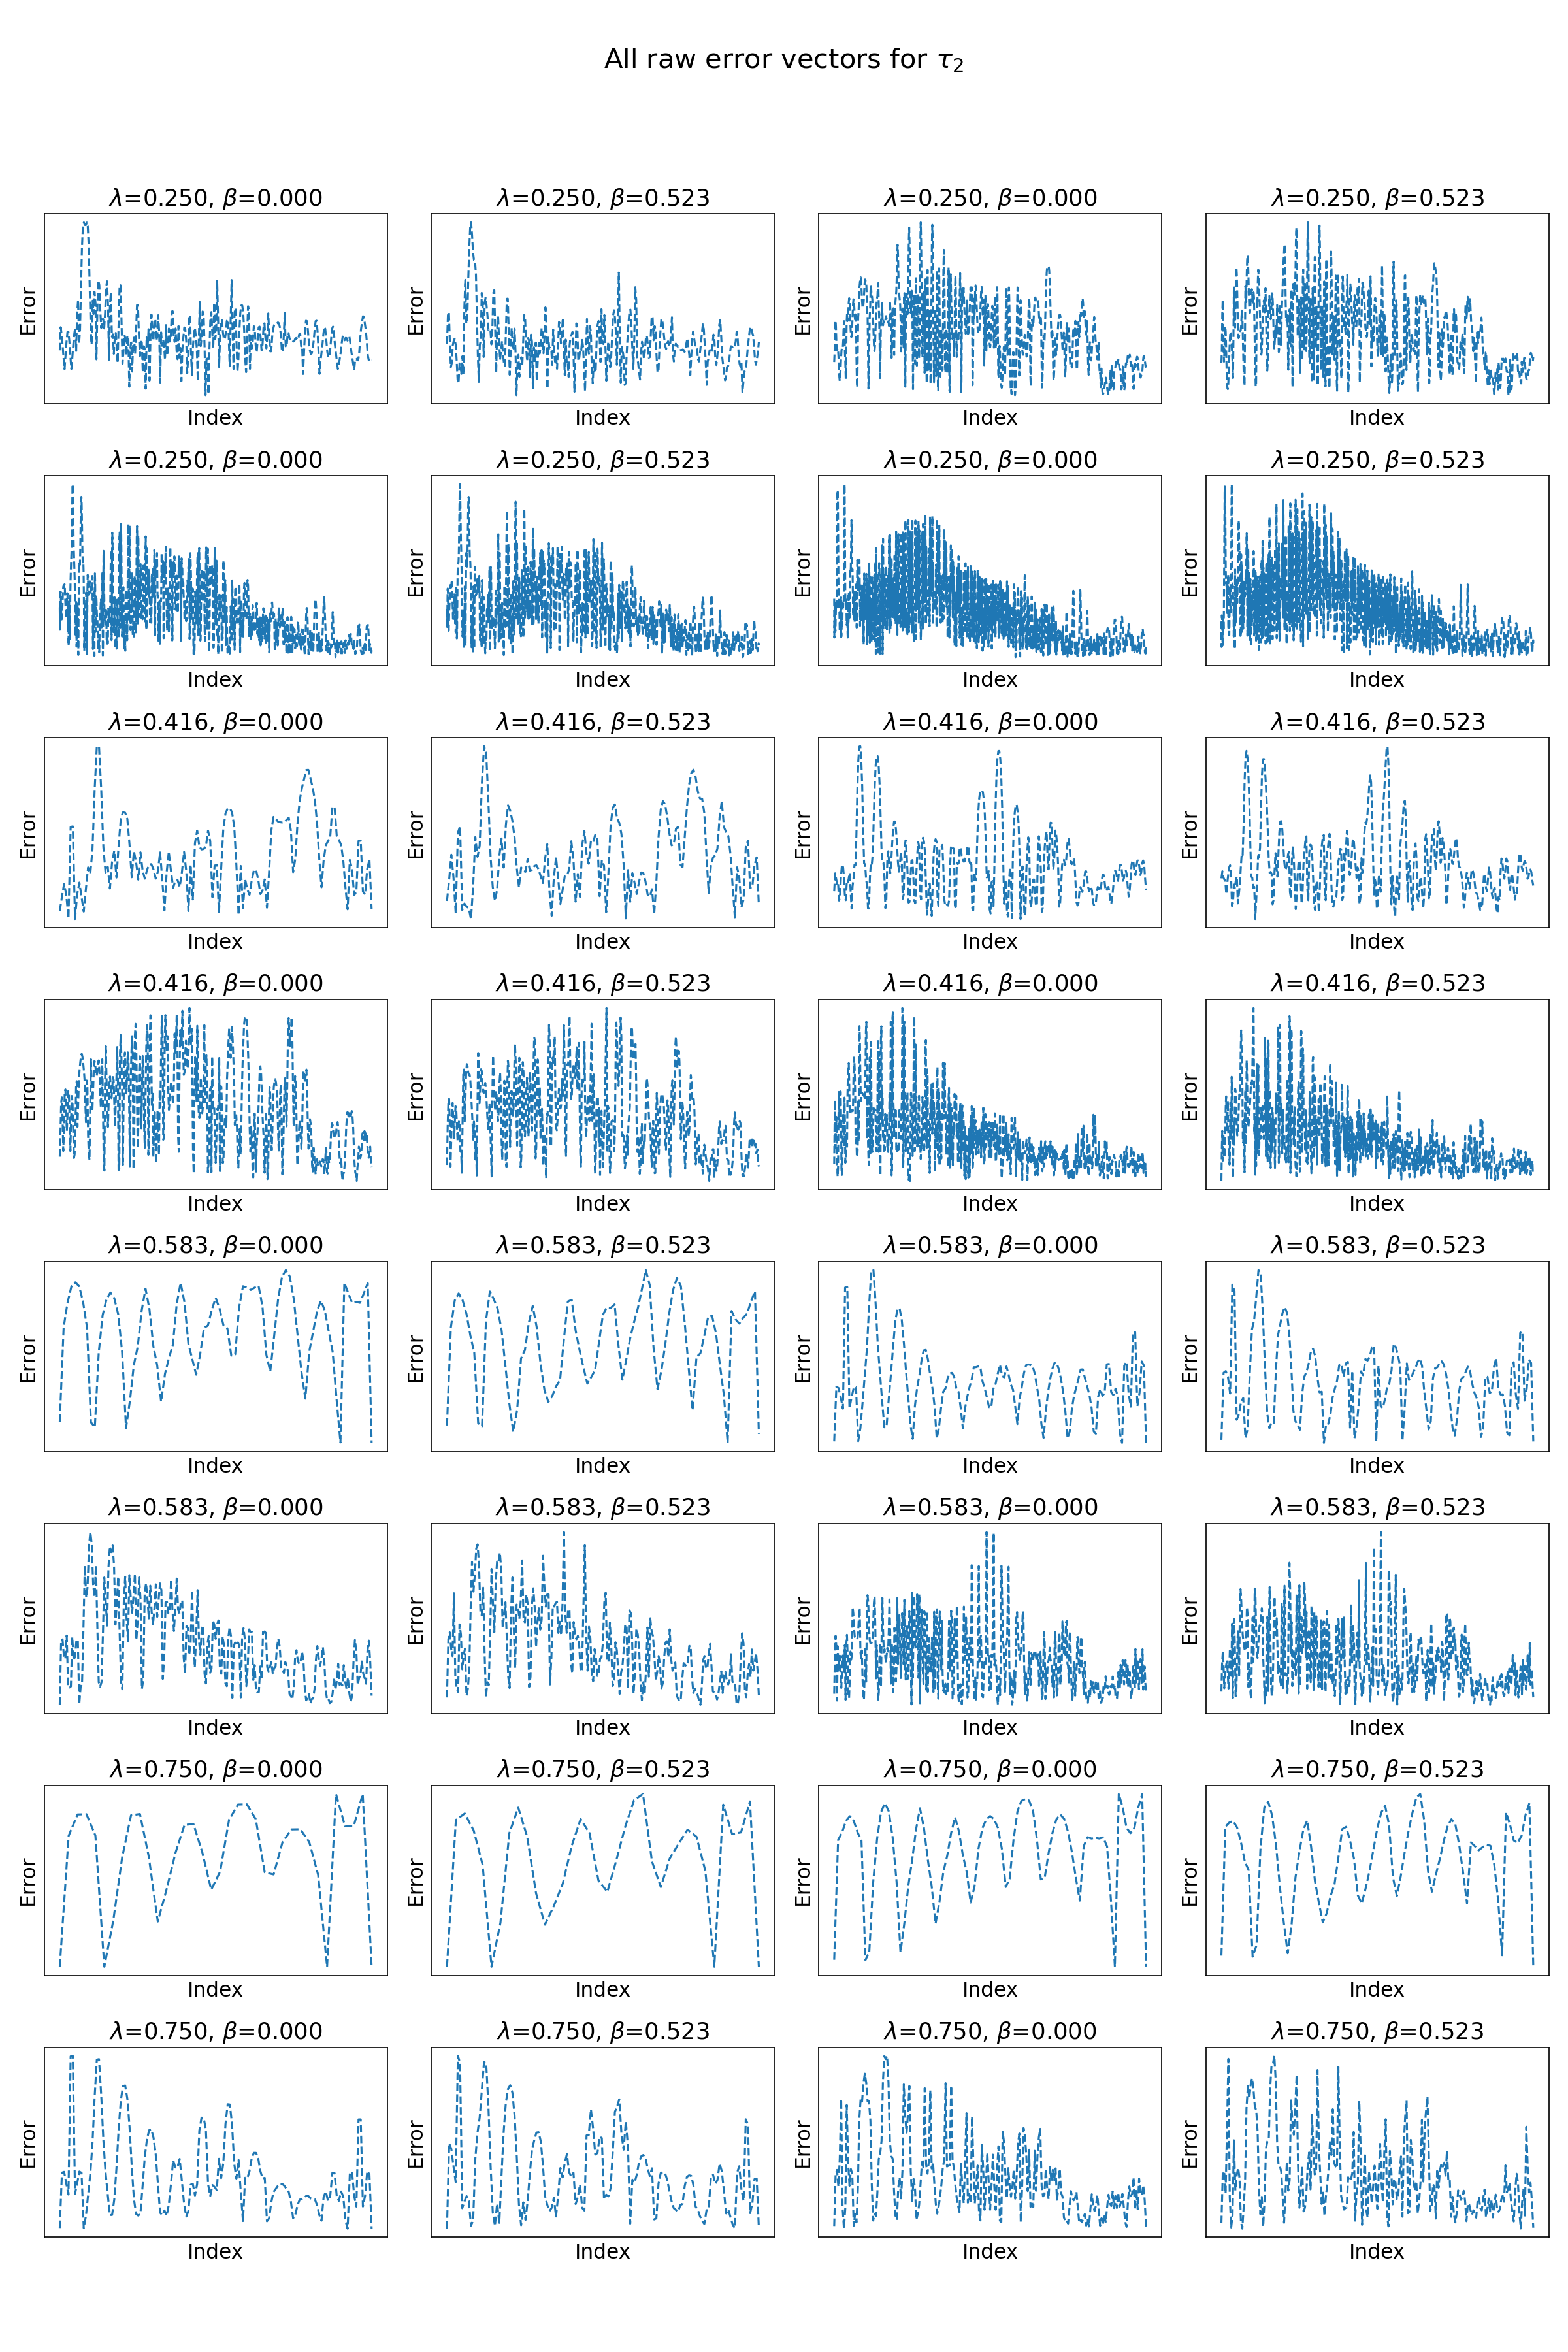 All raw error vectors for τ₂
λ=0.250, β=0.000 λ=0.250, β=0.523 λ=0.250, β=0.000 λ=0.250, β=0.523
Error Error Error Error
Index Index Index Index
λ=0.250, β=0.000 λ=0.250, β=0.523 λ=0.250, β=0.000 λ=0.250, β=0.523
Error Error Error Error
Index Index Index Index
λ=0.416, β=0.000 λ=0.416, β=0.523 λ=0.416, β=0.000 λ=0.416, β=0.523
Error Error Error Error
Index Index Index Index
λ=0.416, β=0.000 λ=0.416, β=0.523 λ=0.416, β=0.000 λ=0.416, β=0.523
Error Error Error Error
Index Index Index Index
λ=0.583, β=0.000 λ=0.583, β=0.523 λ=0.583, β=0.000 λ=0.583, β=0.523
Error Error Error Error
Index Index Index Index
λ=0.583, β=0.000 λ=0.583, β=0.523 λ=0.583, β=0.000 λ=0.583, β=0.523
Error Error Error Error
Index Index Index Index
λ=0.750, β=0.000 λ=0.750, β=0.523 λ=0.750, β=0.000 λ=0.750, β=0.523
Error Error Error Error
Index Index Index Index
λ=0.750, β=0.000 λ=0.750, β=0.523 λ=0.750, β=0.000 λ=0.750, β=0.523
Error Error Error Error
Index Index Index Index